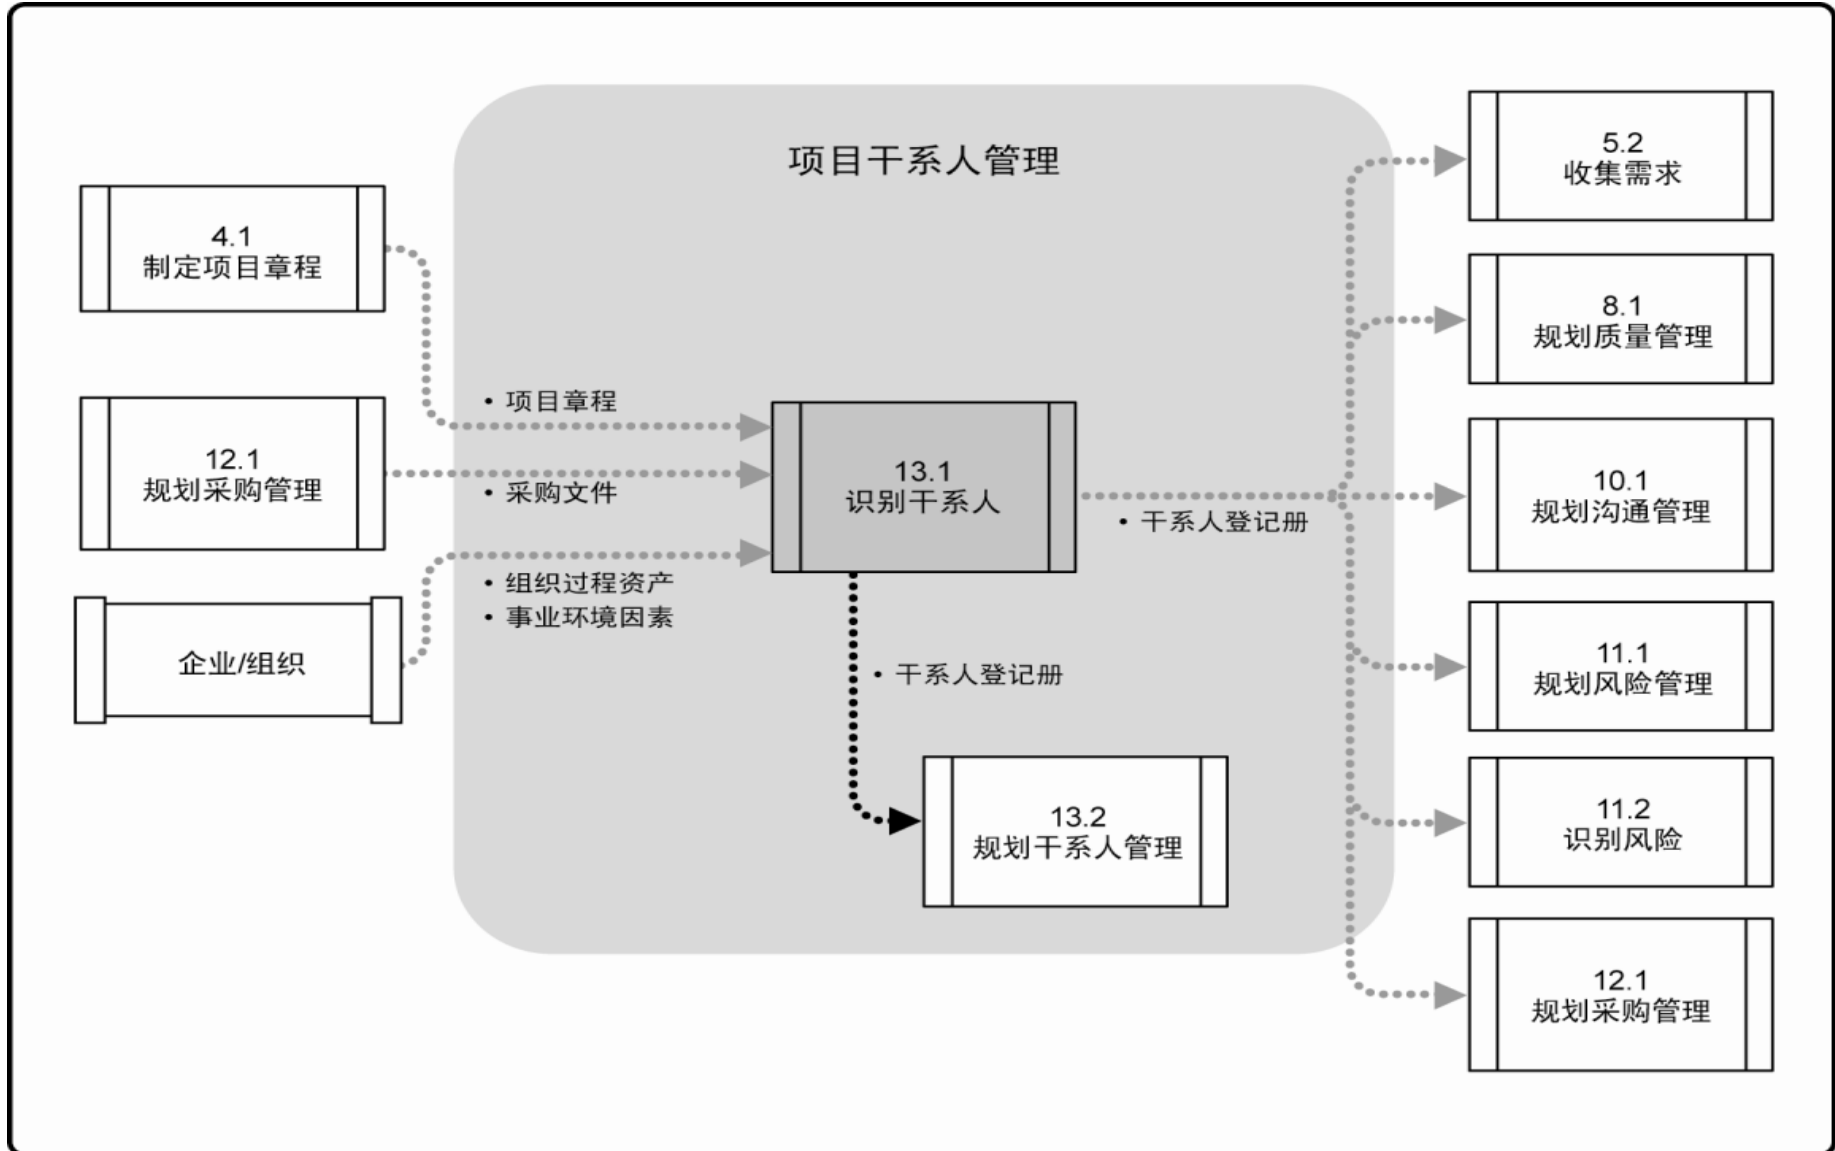 项目干系人管理
4.1
制定项目章程
12.1
规划采购管理
企业/组织
• 项目章程
• 采购文件
• 组织过程资产
• 事业环境因素
13.1
识别干系人
• 干系人登记册
• 干系人登记册
13.2
规划干系人管理
5.2
收集需求
8.1
规划质量管理
10.1
规划沟通管理
11.1
规划风险管理
11.2
识别风险
12.1
规划采购管理